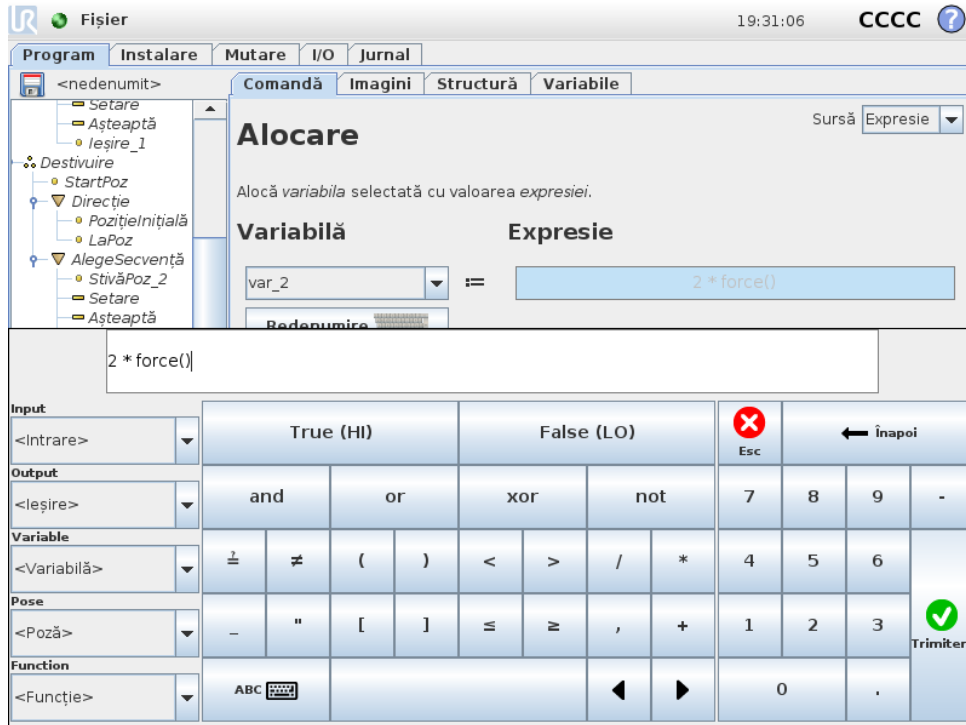 UR Fișier 19:31:06 CCCC ?
Program Instalare Mutare I/O Jurnal
<nedenumit> Comandă Imagini Structură Variabile
Setare
Așteaptă
Ieșire_1
Destivuire
StartPoz
Direcție
PozițieInițială
LaPoz
AlegeSecvență
StivăPoz_2
Setare
Așteaptă
Sursă Expresie
Alocare
Alocă variabila selectată cu valoarea expresiei.
Variabilă Expresie
var_2 := 2 * force()
Redenumire
2 * force()
Input
<Intrare> True (HI) False (LO) Esc Înapoi
Output
<Ieșire> and or xor not 7 8 9 -
Variable
<Variabilă> ≟ ≠ ( ) < > / * 4 5 6
Pose
<Poză> _ " [ ] ≤ ≥ , + 1 2 3 Trimiter
Function
<Funcție> ABC 0 .